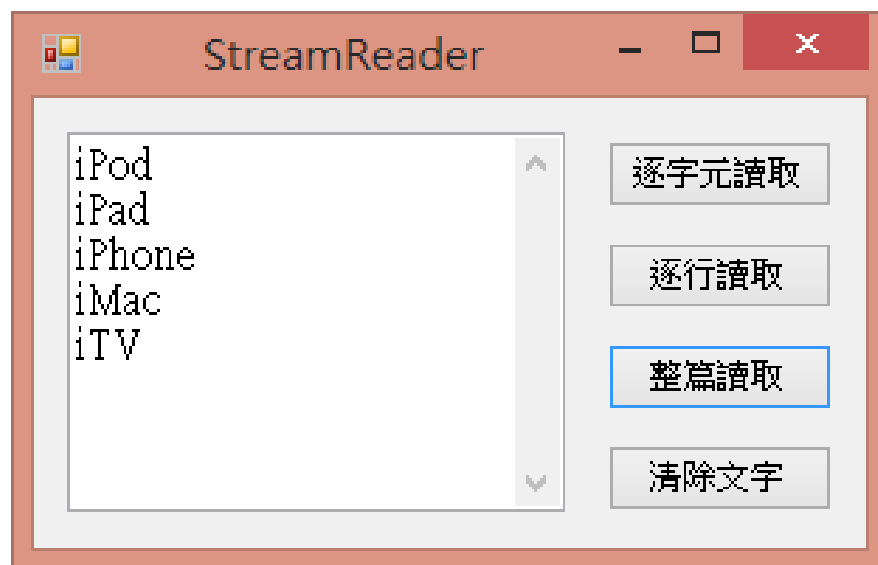 StreamReader
iPod
iPad
iPhone
iMac
iTV
逐字元讀取
逐行讀取
整篇讀取
清除文字